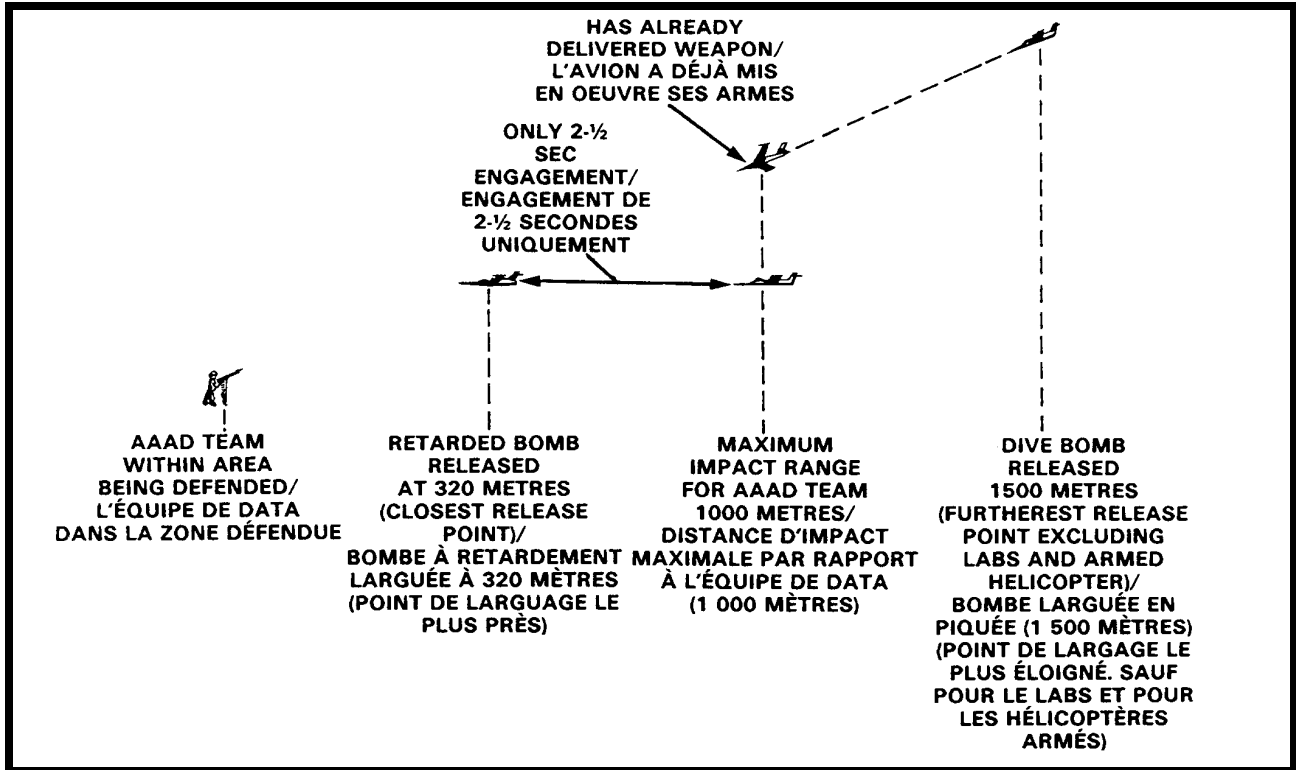 HAS ALREADY
DELIVERED WEAPON/
L'AVION A DÉJÀ MIS
EN OEUVRE SES ARMES
ONLY 2-½
SEC
ENGAGEMENT/
ENGAGEMENT DE
2-½ SECONDES
UNIQUEMENT
AAAD TEAM
WITHIN AREA
BEING DEFENDED/
L'ÉQUIPE DE DATA
DANS LA ZONE DÉFENDUE
RETARDED BOMB
RELEASED
AT 320 METRES
(CLOSEST RELEASE
POINT)/
BOMBE À RETARDEMENT
LARGUÉE À 320 MÈTRES
(POINT DE LARGUAGE LE
PLUS PRÈS)
MAXIMUM
IMPACT RANGE
FOR AAAD TEAM
1000 METRES/
DISTANCE D'IMPACT
MAXIMALE PAR RAPPORT
À L'ÉQUIPE DE DATA
(1 000 MÈTRES)
DIVE BOMB
RELEASED
1500 METRES
(FURTHEREST RELEASE
POINT EXCLUDING
LABS AND ARMED
HELICOPTER)/
BOMBE LARGUÉE EN
PIQUÉE (1 500 MÈTRES)
(POINT DE LARGAGE LE
PLUS ÉLOIGNÉ. SAUF
POUR LE LABS ET POUR
LES HÉLICOPTÈRES
ARMÉS)